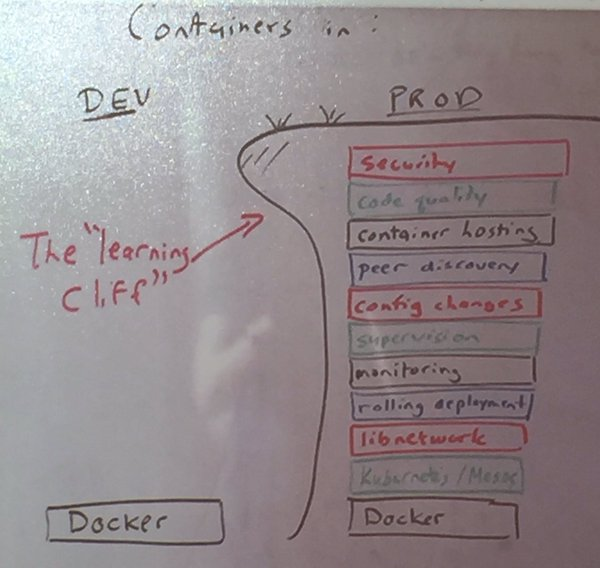 Containers in:
DEV
PROD
The "learning
Cliff"
security
code quality
container hosting
peer discovery
config changes
supervision
monitoring
rolling deployment
libnetwork
Kubernetes/Mesos
Docker
Docker